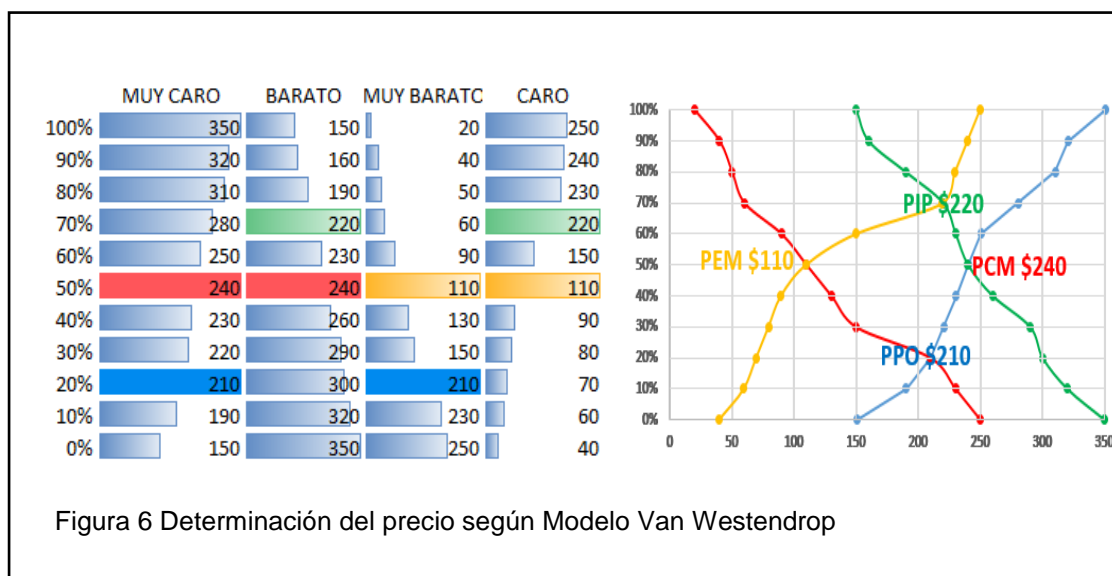 MUY CARO BARATO MUY BARATO CARO
100% 350 150 20 250
90% 320 160 40 240
80% 310 190 50 230
70% 280 220 60 220
60% 250 230 90 150
50% 240 240 110 110
40% 230 260 130 90
30% 220 290 150 80
20% 210 300 210 70
10% 190 320 230 60
0% 150 350 250 40
100%
90%
80%
70%
60%
50%
40%
30%
20%
10%
0%
PIP $220
PEM $110
PCM $240
PPO $210
0 50 100 150 200 250 300 350
Figura 6 Determinación del precio según Modelo Van Westendrop